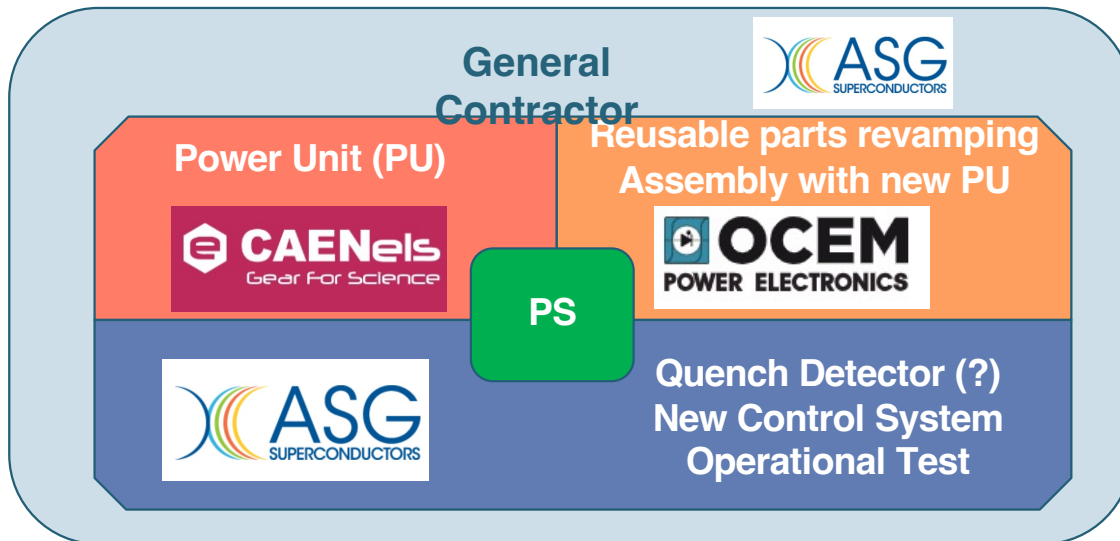 General
Contractor
ASG
SUPERCONDUCTORS
Power Unit (PU)
e CAENels
Gear For Science
Reusable parts revamping
Assembly with new PU
OCEM
POWER ELECTRONICS
PS
ASG
SUPERCONDUCTORS
Quench Detector (?)
New Control System
Operational Test